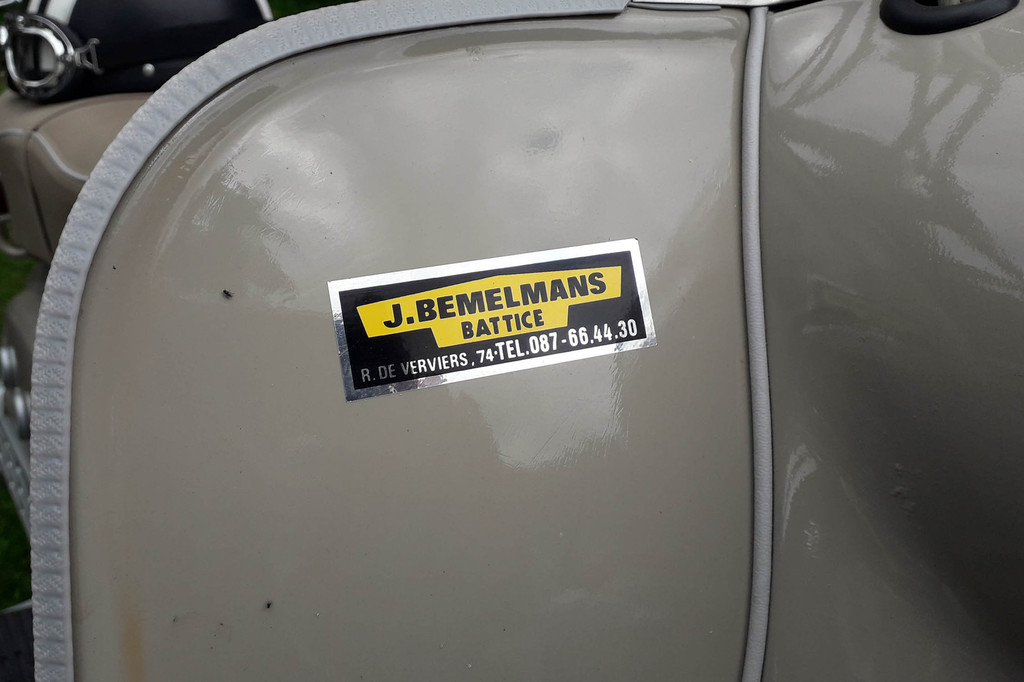 J.BEMELMANS
BATTICE
R. DE VERVIERS, 74-TEL.087-66.44.30